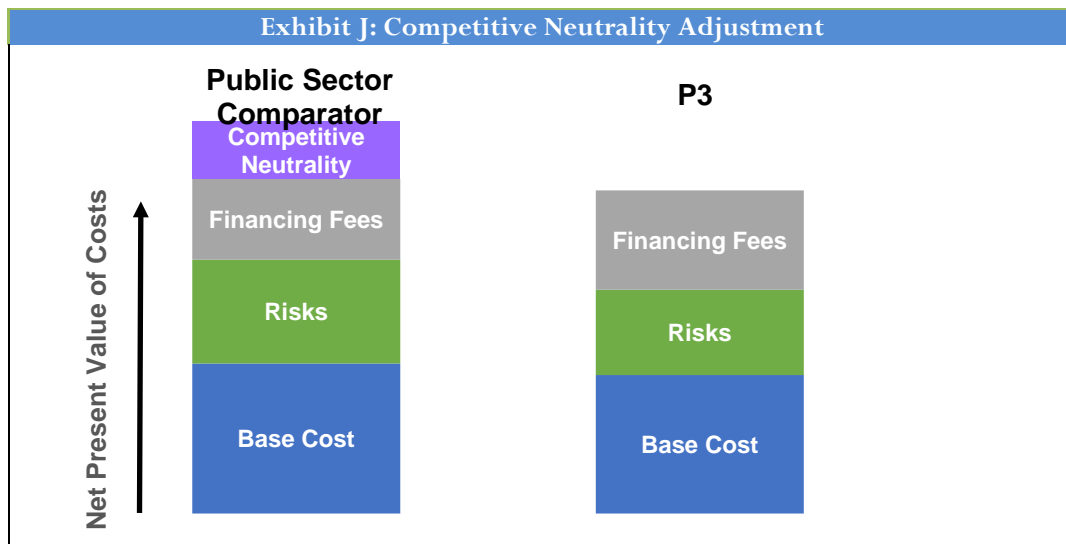 Exhibit J: Competitive Neutrality Adjustment
Public Sector
Comparator
P3
Competitive
Neutrality
Financing Fees
Risks
Base Cost
Financing Fees
Risks
Base Cost
Net Present Value of Costs